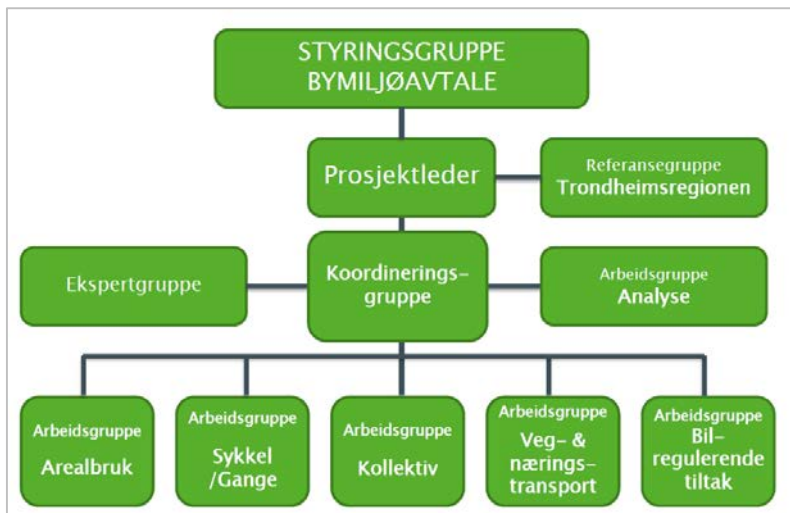 STYRINGSGRUPPE
BYMILJØAVTALE
Prosjektleder
Referansegruppe
Trondheimsregionen
Ekspertgruppe
Koordinerings-
gruppe
Arbeidsgruppe
Analyse
Arbeidsgruppe
Arealbruk
Arbeidsgruppe
Sykkel
/Gange
Arbeidsgruppe
Kollektiv
Arbeidsgruppe
Veg- &
nærings-
transport
Arbeidsgruppe
Bil-
regulerende
tiltak